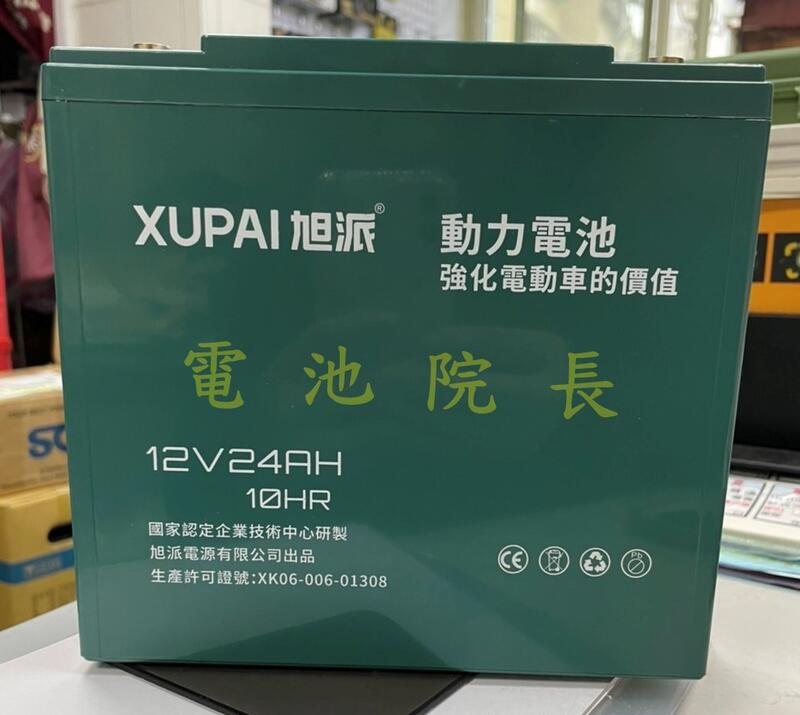 XUPAI 旭派®
動力電池
強化電動車的價值
電池院長
12V24AH
10HR
國家認定企業技術中心研製
旭派電源有限公司出品
生產許可證號:XK06-006-01308
CE
Pb